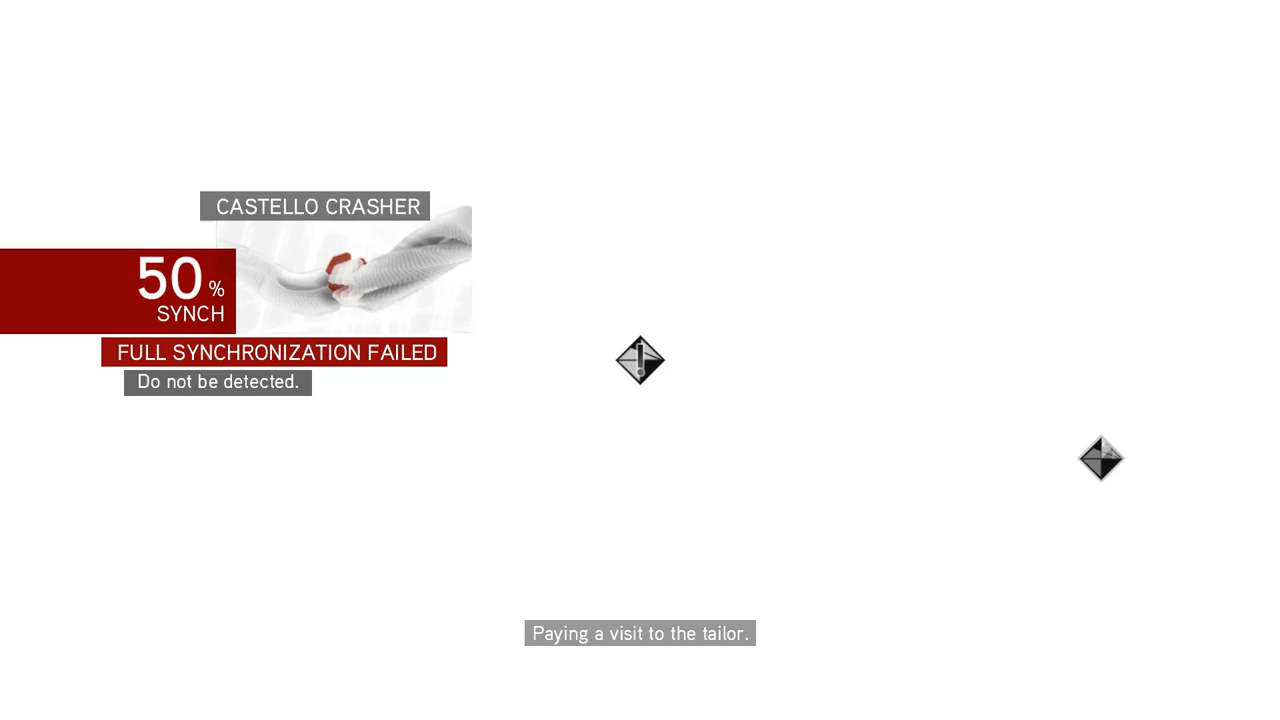 CASTELLO CRASHER
50 %
SYNCH
FULL SYNCHRONIZATION FAILED
Do not be detected.
Paying a visit to the tailor.